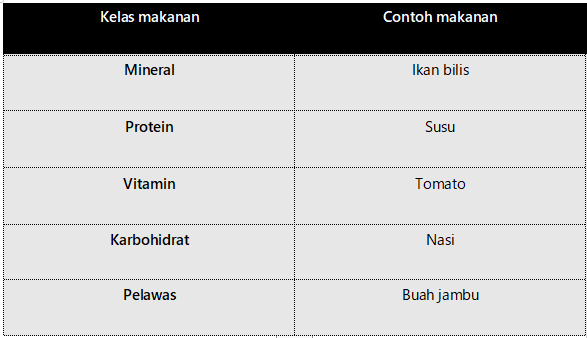 Kelas makanan Contoh makanan
Mineral Ikan bilis
Protein Susu
Vitamin Tomato
Karbohidrat Nasi
Pelawas Buah jambu